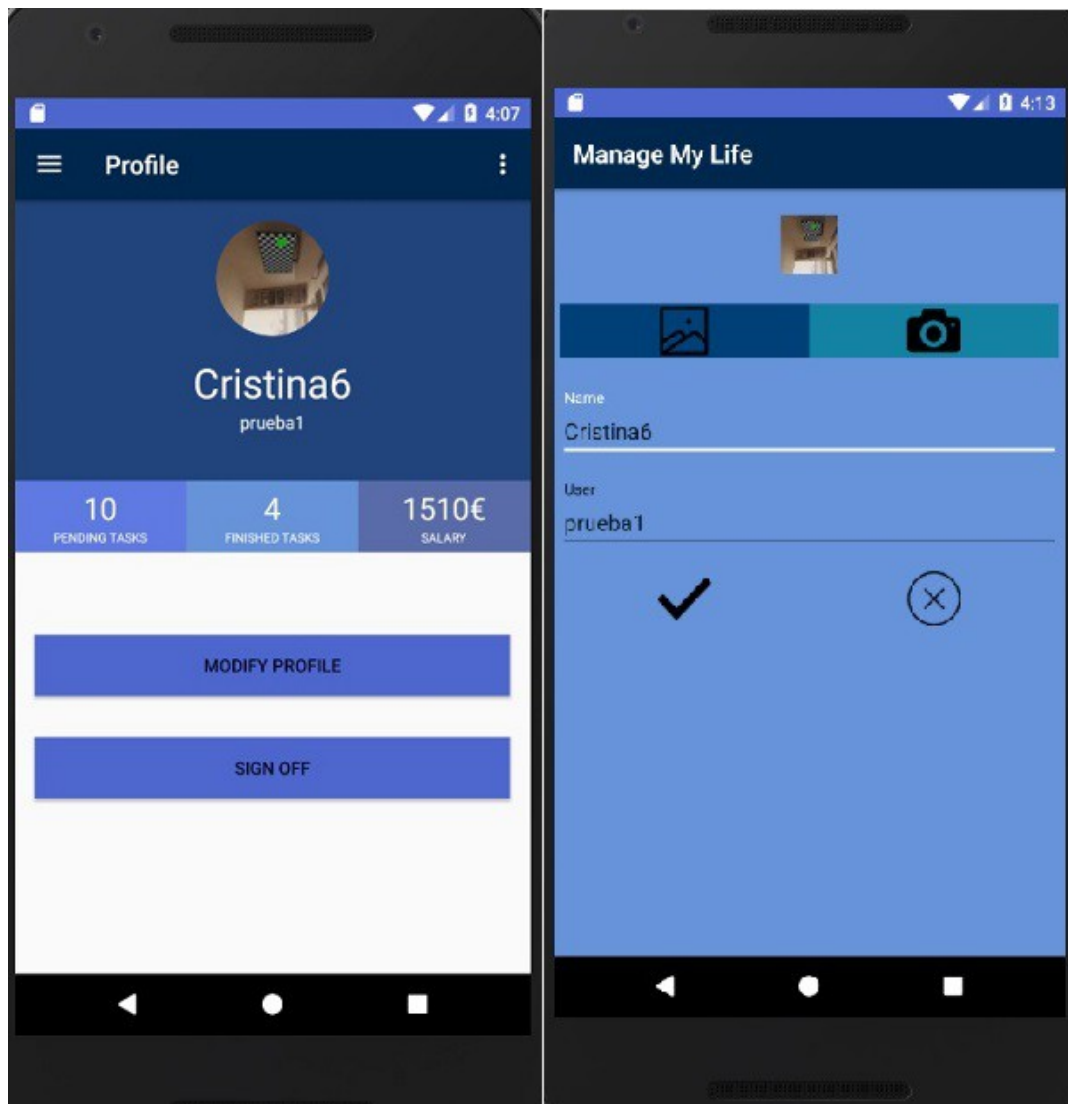 4:07
Profile
Cristina6
prueba1
10 4 1510€
PENDING TASKS FINISHED TASKS SALARY
MODIFY PROFILE
SIGN OFF
4:13
Manage My Life
Name
Cristina6
User
prueba1